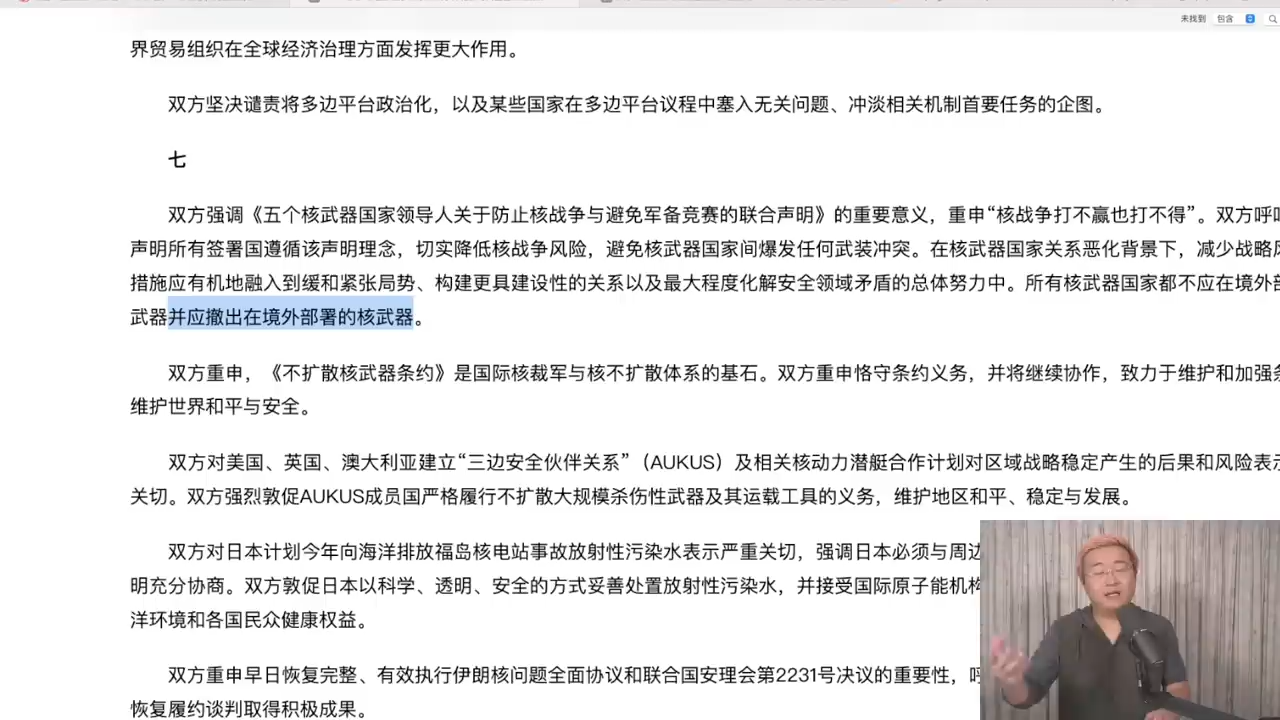 未找到 包含
界贸易组织在全球经济治理方面发挥更大作用。
双方坚决谴责将多边平台政治化，以及某些国家在多边平台议程中塞入无关问题、冲淡相关机制首要任务的企图。
七
双方强调《五个核武器国家领导人关于防止核战争与避免军备竞赛的联合声明》的重要意义，重申“核战争打不赢也打不得”。双方呼
声明所有签署国遵循该声明理念，切实降低核战争风险，避免核武器国家间爆发任何武装冲突。在核武器国家关系恶化背景下，减少战略
措施应有机地融入到缓和紧张局势、构建更具建设性的关系以及最大程度化解安全领域矛盾的总体努力中。所有核武器国家都不应在境外
武器并应撤出在境外部署的核武器。
双方重申，《不扩散核武器条约》是国际核裁军与核不扩散体系的基石。双方重申恪守条约义务，并将继续协作，致力于维护和加强
维护世界和平与安全。
双方对美国、英国、澳大利亚建立“三边安全伙伴关系”（AUKUS）及相关核动力潜艇合作计划对区域战略稳定产生的后果和风险表示
关切。双方强烈敦促AUKUS成员国严格履行不扩散大规模杀伤性武器及其运载工具的义务，维护地区和平、稳定与发展。
双方对日本计划今年向海洋排放福岛核电站事故放射性污染水表示严重关切，强调日本必须与周边
明充分协商。双方敦促日本以科学、透明、安全的方式妥善处置放射性污染水，并接受国际原子能机构
洋环境和各国民众健康权益。
双方重申早日恢复完整、有效执行伊朗核问题全面协议和联合国安理会第2231号决议的重要性，呼
恢复履约谈判取得积极成果。